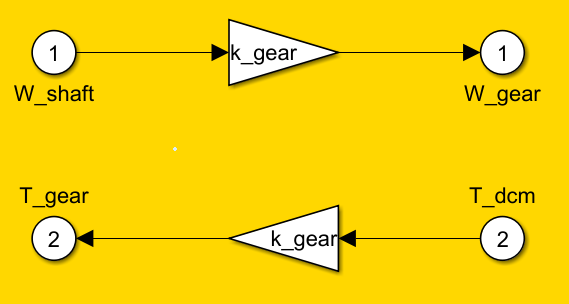 1 k_gear 1
W_shaft W_gear
T_gear T_dcm
2 k_gear 2